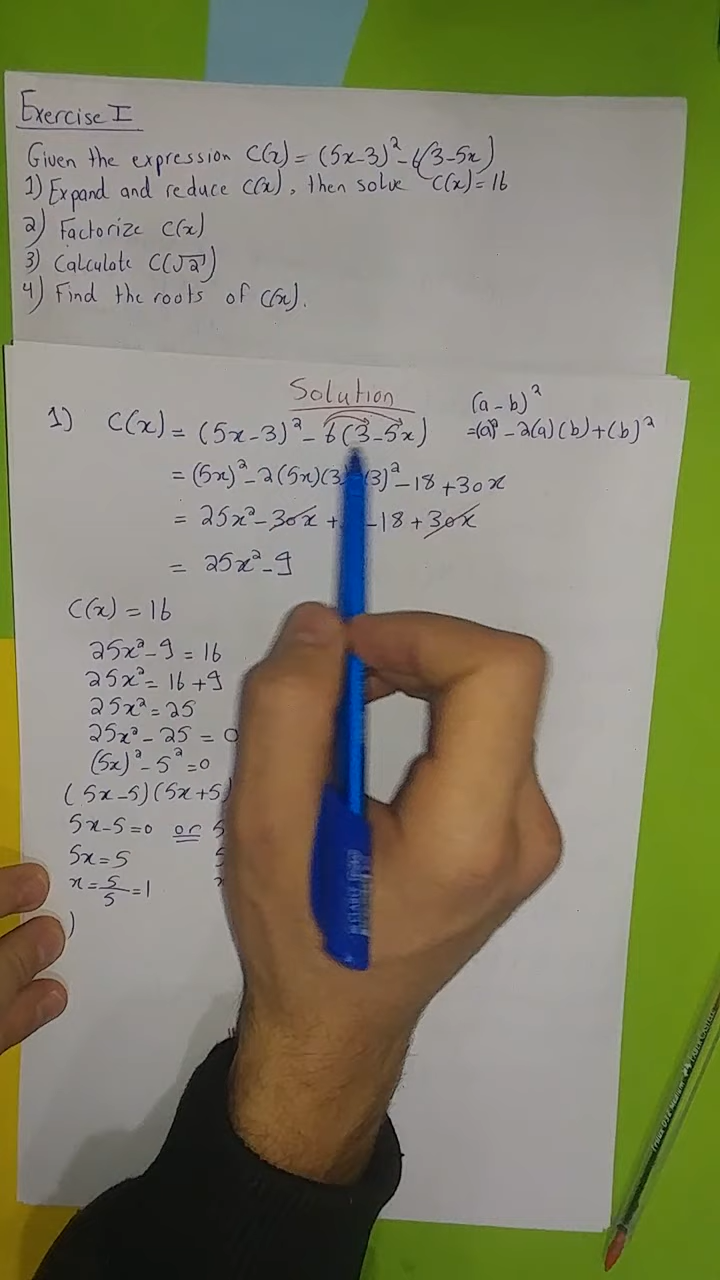 Exercise I
Given the expression C(x) = (5x-3)² - 6(3-5x)
1) Expand and reduce C(x), then solve C(x) = 16
2) Factorize C(x)
3) Calculate C(√2)
4) Find the roots of C(x).
Solution
(a-b)²
= (a)² - 2(a)(b) + (b)²
1) C(x) = (5x-3)² - 6(3-5x)
= (5x)² - 2(5x)(3 3)² - 18 + 30x
= 25x² - 30x + - 18 + 30x
= 25x² - 9
C(x) = 16
25x² - 9 = 16
25x² = 16 + 9
25x² = 25
25x² - 25 = 0
(5x)² - 5² = 0
(5x-5)(5x+5)
5x-5=0 or 5
5x = 5
x = 5/5 = 1
)